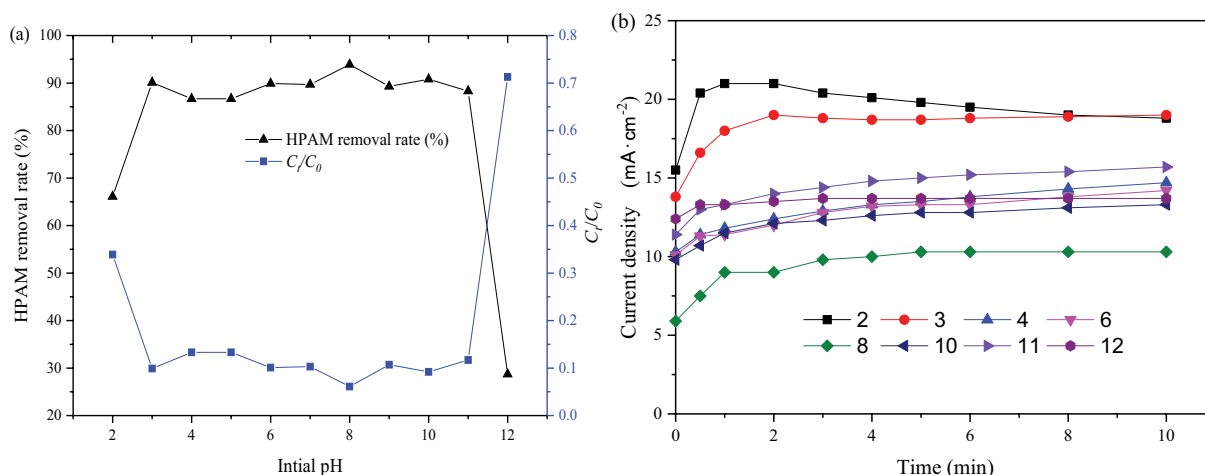 (a)
100
90
80
70
60
50
40
30
20
HPAM removal rate (%)
HPAM removal rate (%)
Ct/C0
0.8
0.7
0.6
0.5
0.4
0.3
0.2
0.1
0.0
Ct/C0
2 4 6 8 10 12
Intial pH
(b)
25
20
15
10
5
0
Current density (mA·cm-2)
2 3 4 6
8 10 11 12
0 2 4 6 8 10
Time (min)